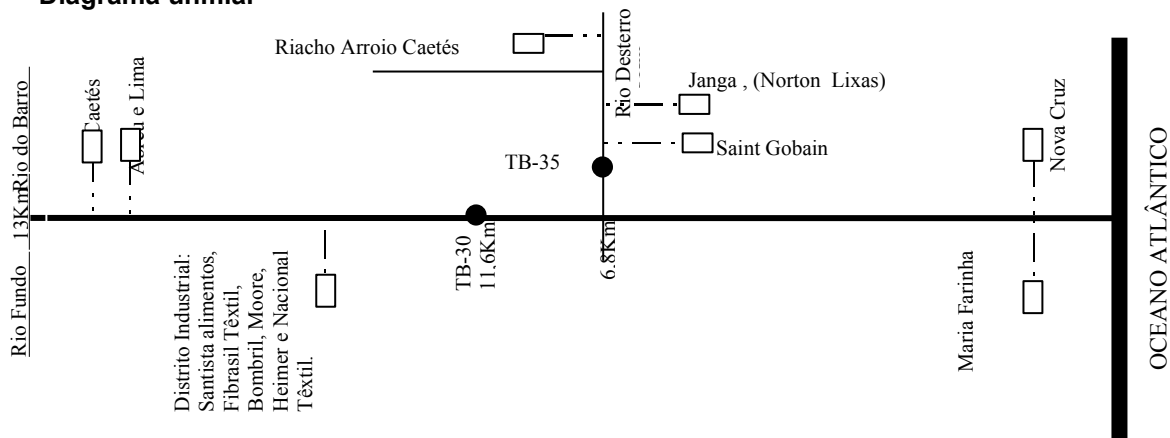 Diagrama unifilar
Riacho Arroio Caetés
Rio Desterro
Janga , (Norton Lixas)
Saint Gobain
TB-35
Rio do Barro
13Km
Rio Fundo
Caetés
Abreu e Lima
Distrito Industrial:
Santista alimentos,
Fibrasil Têxtil,
Bombril, Moore,
Heimer e Nacional
Têxtil.
TB-30
11.6Km
6.8Km
Nova Cruz
Maria Farinha
OCEANO ATLÂNTICO